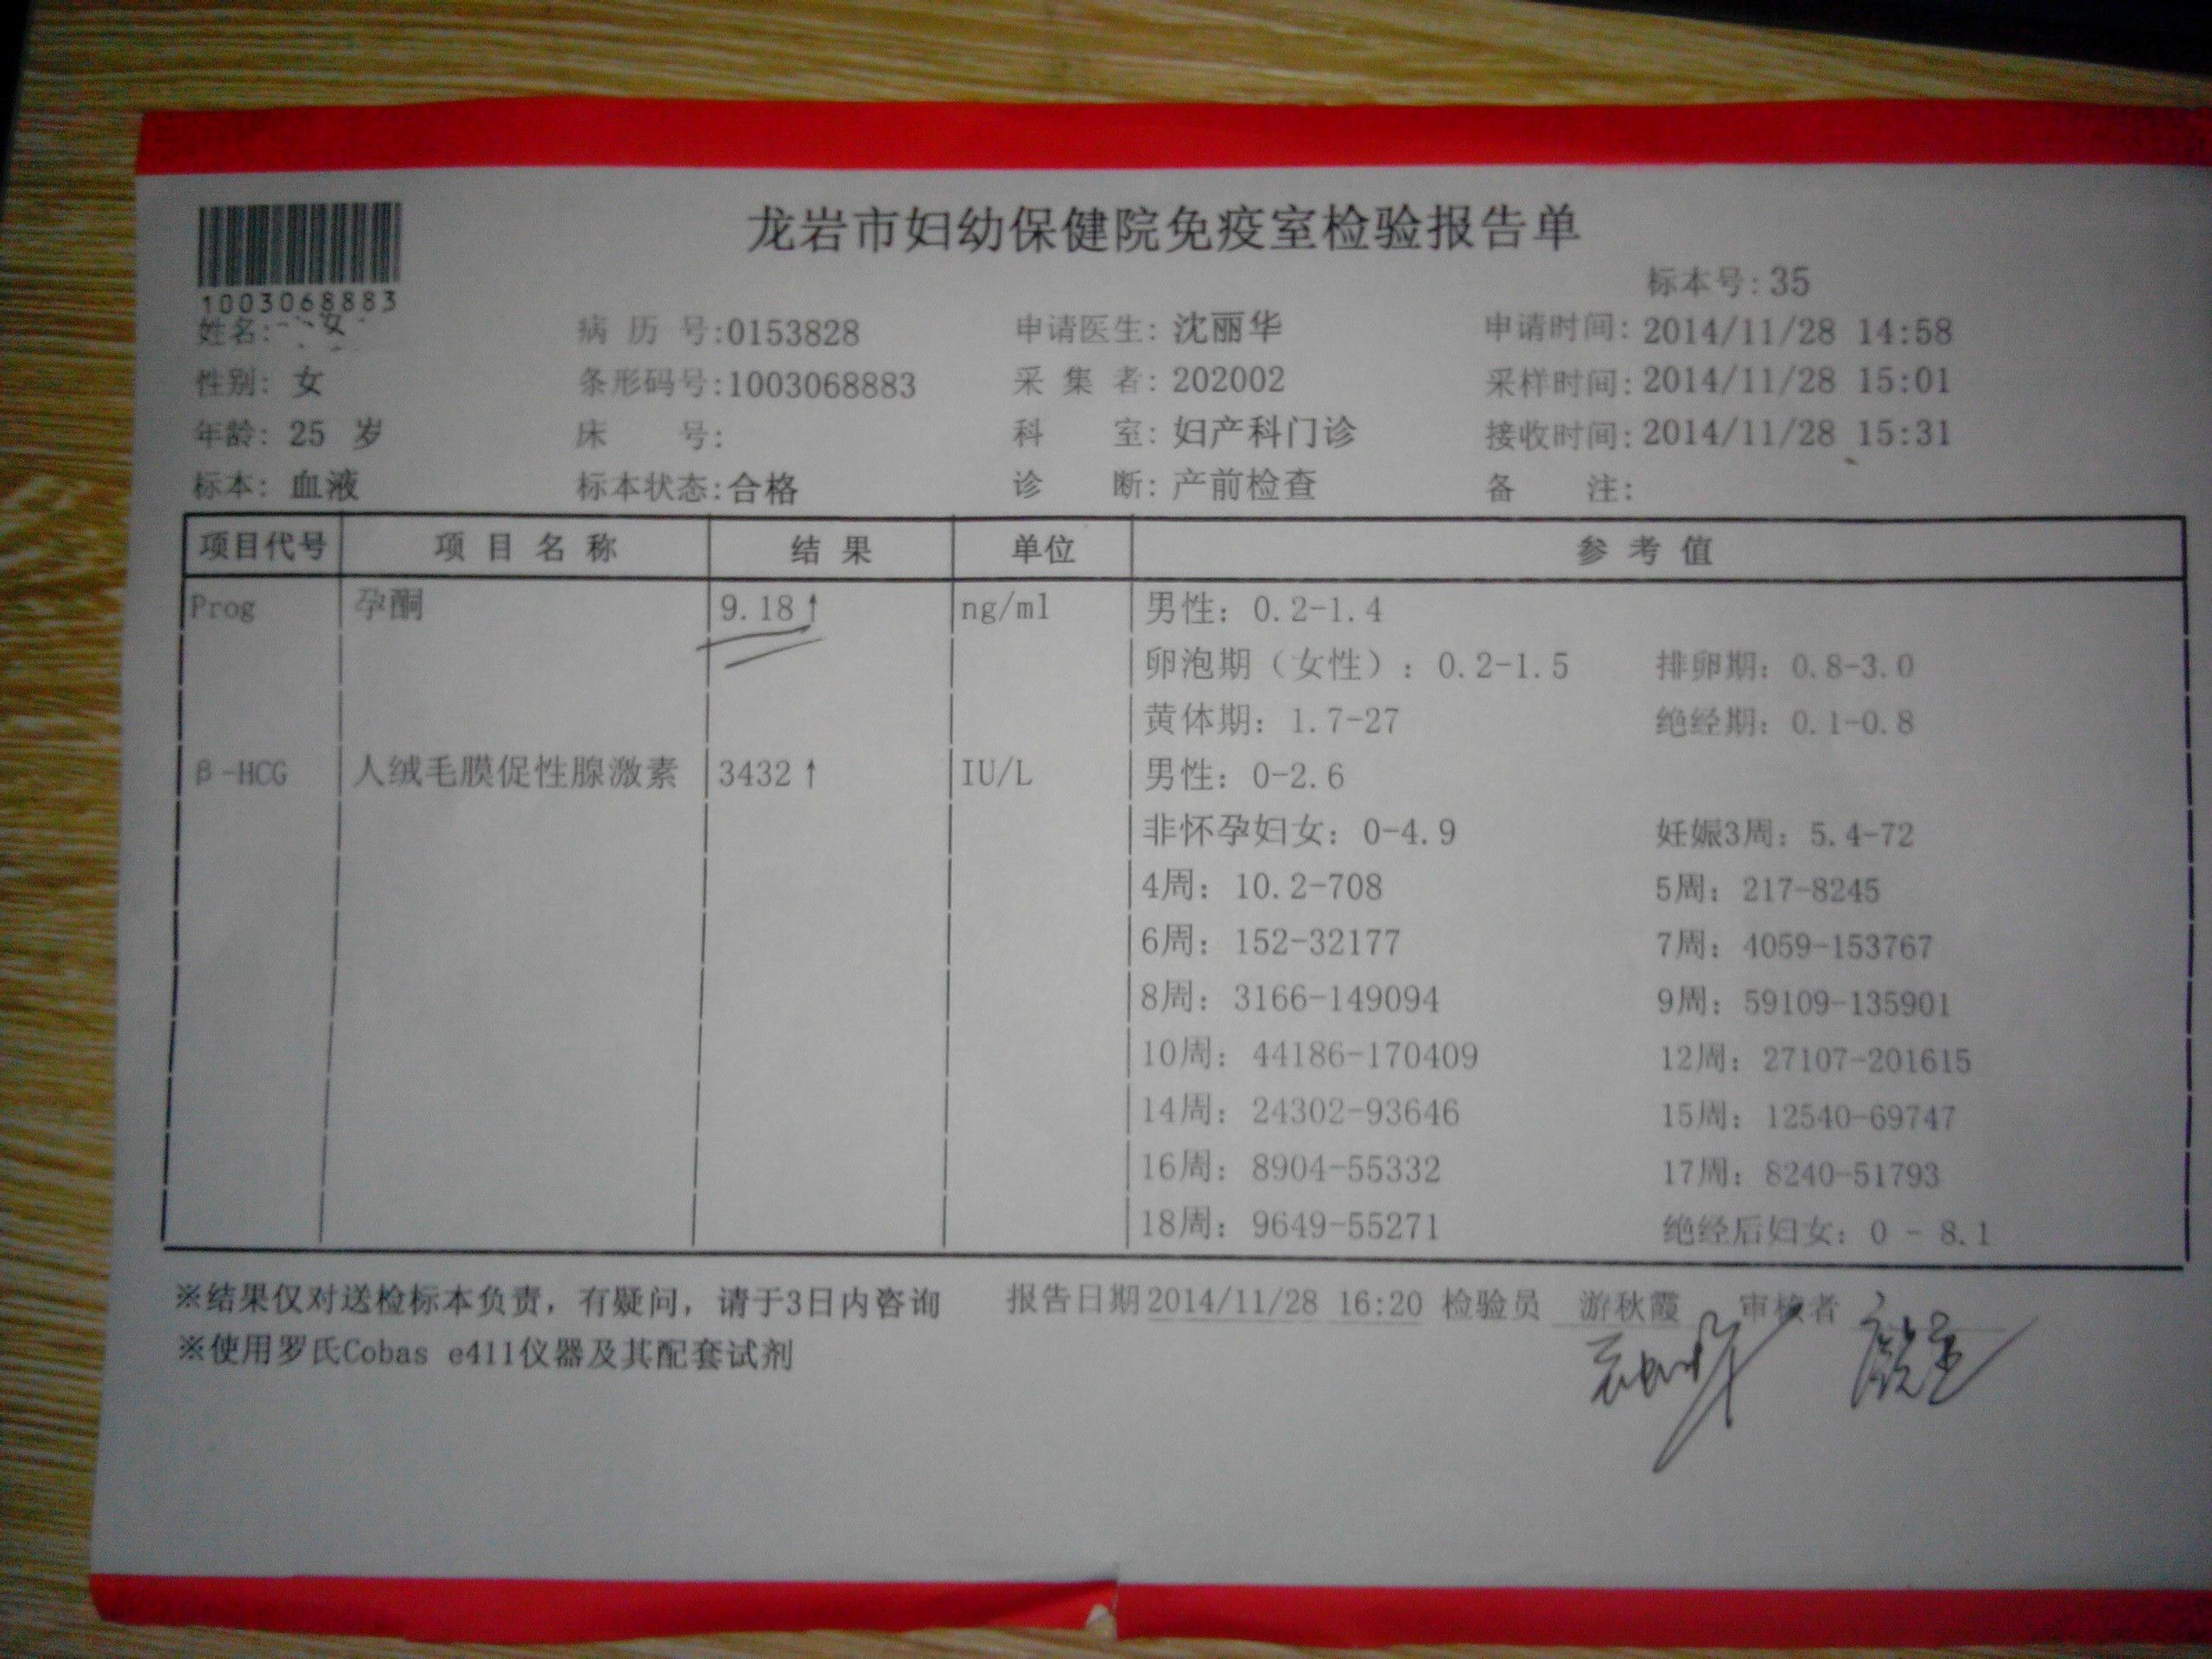 龙岩市妇幼保健院免疫室检验报告单
标本号:35
1003068883
姓名: 女 病 历 号:0153828 申请医生: 沈丽华 申请时间: 2014/11/28 14:58
性别: 女 条形码号:1003068883 采 集 者: 202002 采样时间: 2014/11/28 15:01
年龄: 25 岁 床 号: 科 室: 妇产科门诊 接收时间: 2014/11/28 15:31
标本: 血液 标本状态:合格 诊 断: 产前检查 备 注:
项目代号 项 目 名 称 结 果 单位 参 考 值
Prog 孕酮 9.18↑ ng/ml 男性: 0.2-1.4
卵泡期（女性）: 0.2-1.5 排卵期: 0.8-3.0
黄体期: 1.7-27 绝经期: 0.1-0.8
β-HCG 人绒毛膜促性腺激素 3432↑ IU/L 男性: 0-2.6
非怀孕妇女: 0-4.9 妊娠3周: 5.4-72
4周: 10.2-708 5周: 217-8245
6周: 152-32177 7周: 4059-153767
8周: 3166-149094 9周: 59109-135901
10周: 44186-170409 12周: 27107-201615
14周: 24302-93646 15周: 12540-69747
16周: 8904-55332 17周: 8240-51793
18周: 9649-55271 绝经后妇女: 0 - 8.1
※结果仅对送检标本负责，有疑问，请于3日内咨询 报告日期 2014/11/28 16:20 检验员 游秋霞 审核者
※使用罗氏Cobas e411仪器及其配套试剂